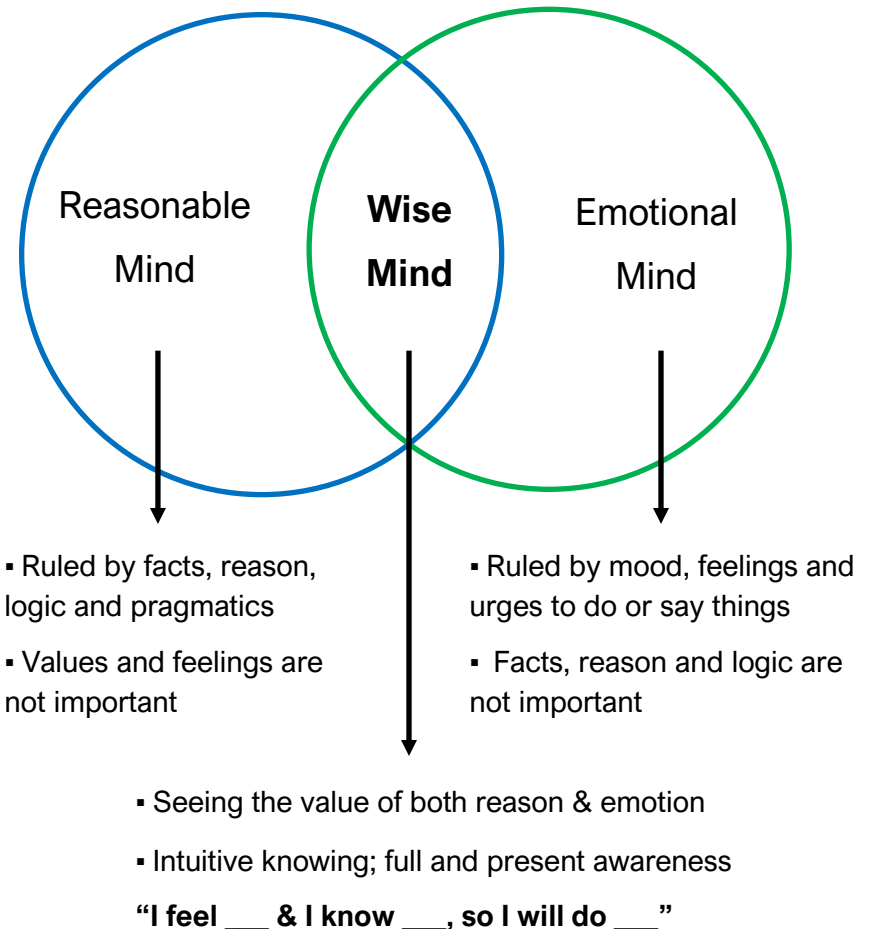 Reasonable
Mind
Wise
Mind
Emotional
Mind
▪ Ruled by facts, reason,
logic and pragmatics
▪ Values and feelings are
not important
▪ Ruled by mood, feelings and
urges to do or say things
▪ Facts, reason and logic are
not important
▪ Seeing the value of both reason & emotion
▪ Intuitive knowing; full and present awareness
“I feel ___ & I know ___, so I will do ___”